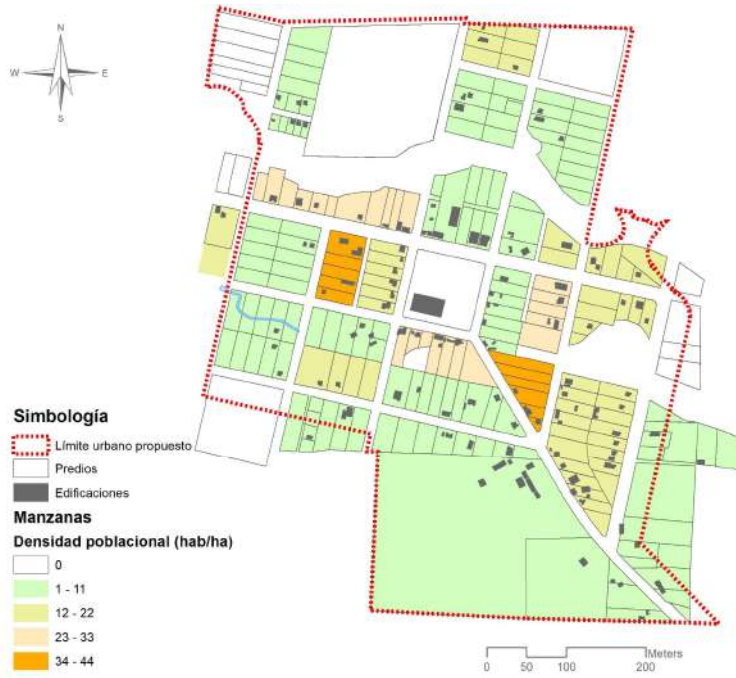 N
W E
S
Simbología
Límite urbano propuesto
Predios
Edificaciones
Manzanas
Densidad poblacional (hab/ha)
0
1 - 11
12 - 22
23 - 33
34 - 44
Meters
0 50 100 200